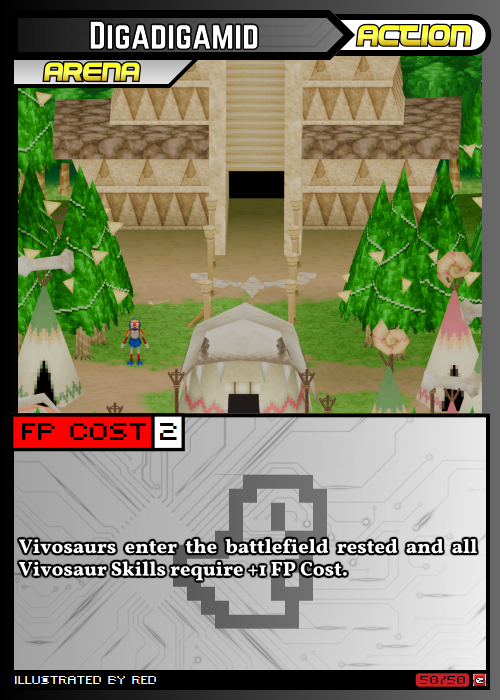 DIGADIGAMID
ACTION
ARENA
FP COST 2
Vivosaurs enter the battlefield rested and all
Vivosaur Skills require +1 FP Cost.
ILLUSTRATED BY RED
50/50